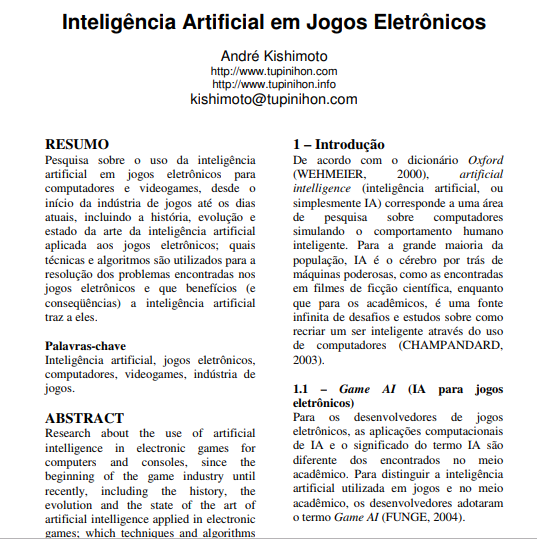 Inteligência Artificial em Jogos Eletrônicos
André Kishimoto
http://www.tupinihon.com
http://www.tupinihon.info
kishimoto@tupinihon.com
RESUMO
Pesquisa sobre o uso da inteligência
artificial em jogos eletrônicos para
computadores e videogames, desde o
início da indústria de jogos até os dias
atuais, incluindo a história, evolução e
estado da arte da inteligência artificial
aplicada aos jogos eletrônicos; quais
técnicas e algoritmos são utilizados para a
resolução dos problemas encontradas nos
jogos eletrônicos e que benefícios (e
conseqüências) a inteligência artificial
traz a eles.
Palavras-chave
Inteligência artificial, jogos eletrônicos,
computadores, videogames, indústria de
jogos.
ABSTRACT
Research about the use of artificial
intelligence in electronic games for
computers and consoles, since the
beginning of the game industry until
recently, including the history, the
evolution and the state of the art of
artificial intelligence applied in electronic
games; which techniques and algorithms
1 – Introdução
De acordo com o dicionário Oxford
(WEHMEIER, 2000), artificial
intelligence (inteligência artificial, ou
simplesmente IA) corresponde a uma área
de pesquisa sobre computadores
simulando o comportamento humano
inteligente. Para a grande maioria da
população, IA é o cérebro por trás de
máquinas poderosas, como as encontradas
em filmes de ficção científica, enquanto
que para os acadêmicos, é uma fonte
infinita de desafios e estudos sobre como
recriar um ser inteligente através do uso
de computadores (CHAMPANDARD,
2003).
1.1 – Game AI (IA para jogos
eletrônicos)
Para os desenvolvedores de jogos
eletrônicos, as aplicações computacionais
de IA e o significado do termo IA são
diferente dos encontrados no meio
acadêmico. Para distinguir a inteligência
artificial utilizada em jogos e no meio
acadêmico, os desenvolvedores adotaram
o termo Game AI (FUNGE, 2004).